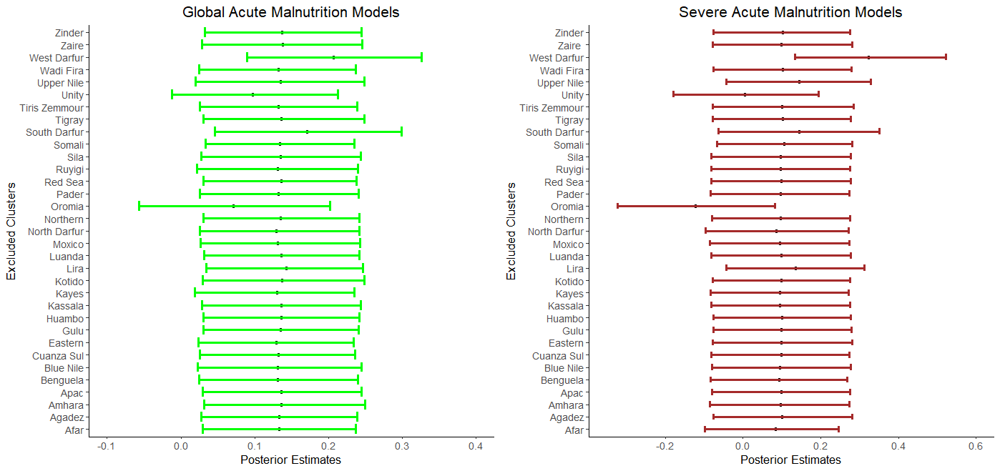 Global Acute Malnutrition Models
Excluded Clusters
Zinder
Zaire
West Darfur
Wadi Fira
Upper Nile
Unity
Tiris Zemmour
Tigray
South Darfur
Somali
Sila
Ruyigi
Red Sea
Pader
Oromia
Northern
North Darfur
Moxico
Luanda
Lira
Kotido
Kayes
Kassala
Huambo
Gulu
Eastern
Cuanza Sul
Blue Nile
Benguela
Apac
Amhara
Agadez
Afar
-0.1 0.0 0.1 0.2 0.3 0.4
Posterior Estimates
Severe Acute Malnutrition Models
Excluded Clusters
Zinder
Zaire
West Darfur
Wadi Fira
Upper Nile
Unity
Tiris Zemmour
Tigray
South Darfur
Somali
Sila
Ruyigi
Red Sea
Pader
Oromia
Northern
North Darfur
Moxico
Luanda
Lira
Kotido
Kayes
Kassala
Huambo
Gulu
Eastern
Cuanza Sul
Blue Nile
Benguela
Apac
Amhara
Agadez
Afar
-0.2 0.0 0.2 0.4 0.6
Posterior Estimates